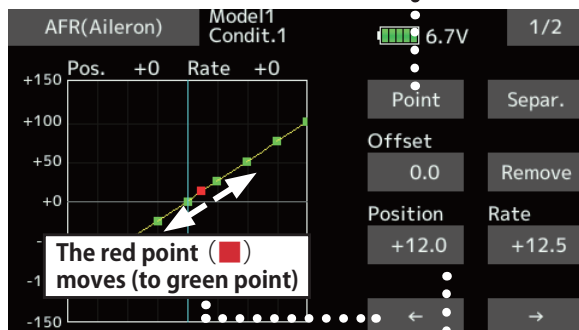 AFR(Aileron)
Model1
Condit.1
6.7V
1/2
Pos. +0 Rate +0
+150
+100
+50
+0
-
-1
-150
Point
Separ.
Offset
0.0
Remove
Position
Rate
+12.0
+12.5
←
→
The red point (■)
moves (to green point)